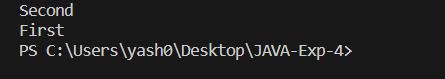 Second
First
PS C:\Users\yash0\Desktop\JAVA-Exp-4>